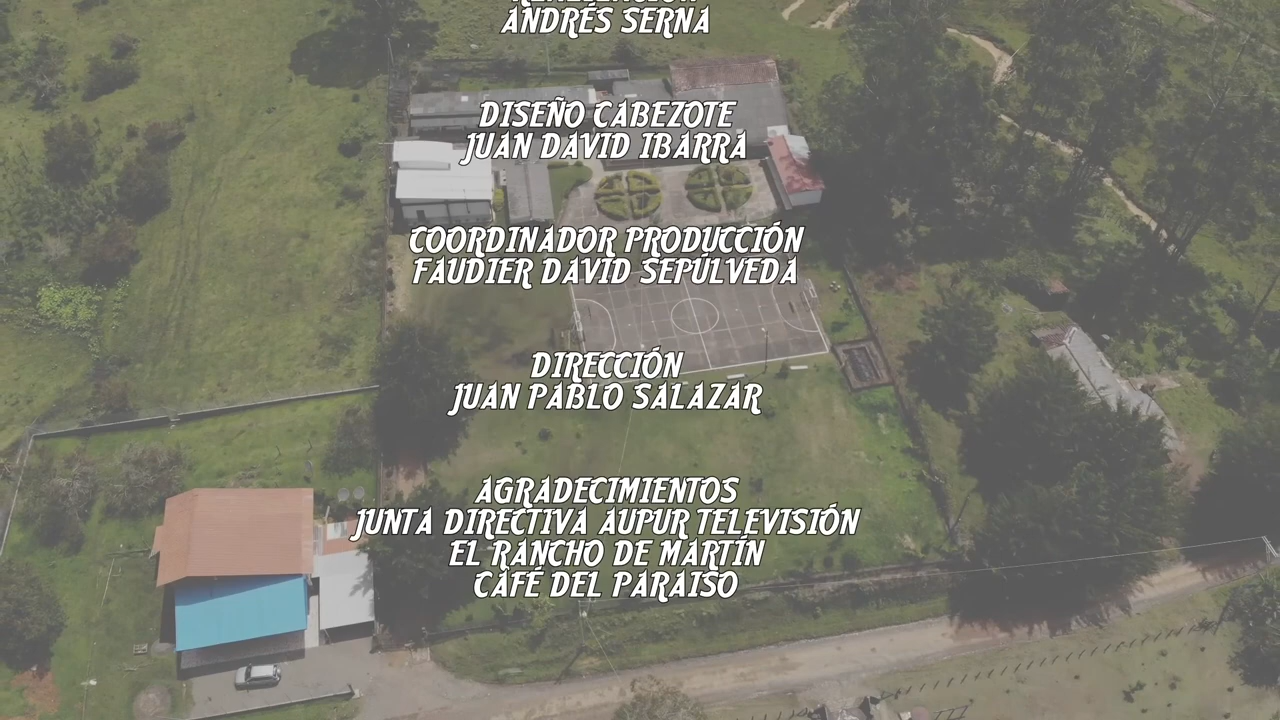 ANDRÉS SERNA
DISEÑO CABEZOTE
JUAN DAVID IBARRA
COORDINADOR PRODUCCIÓN
FAUDIER DAVID SEPÚLVEDA
DIRECCIÓN
JUAN PABLO SALAZAR
AGRADECIMIENTOS
JUNTA DIRECTIVA AUPUR TELEVISIÓN
EL RANCHO DE MARTÍN
CAFÉ DEL PARAISO